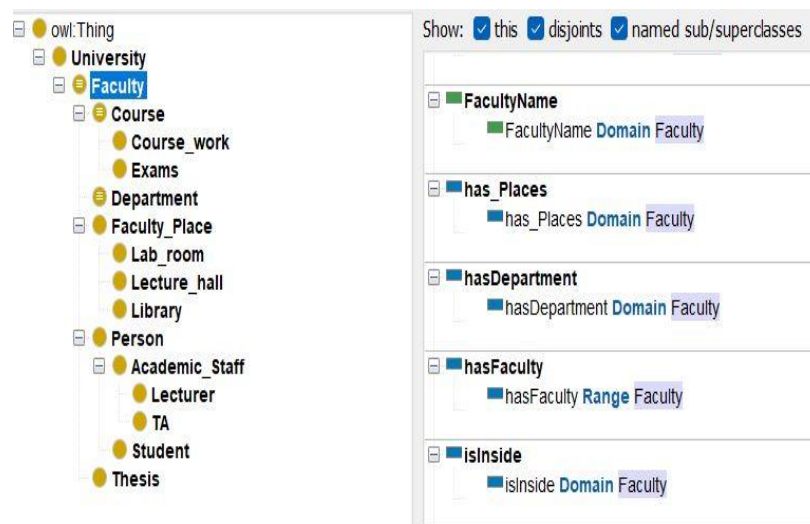 owl:Thing
University
Faculty
Course
Course_work
Exams
Department
Faculty_Place
Lab_room
Lecture_hall
Library
Person
Academic_Staff
Lecturer
TA
Student
Thesis
Show: this disjoints named sub/superclasses
FacultyName
FacultyName Domain Faculty
has_Places
has_Places Domain Faculty
hasDepartment
hasDepartment Domain Faculty
hasFaculty
hasFaculty Range Faculty
isInside
isInside Domain Faculty